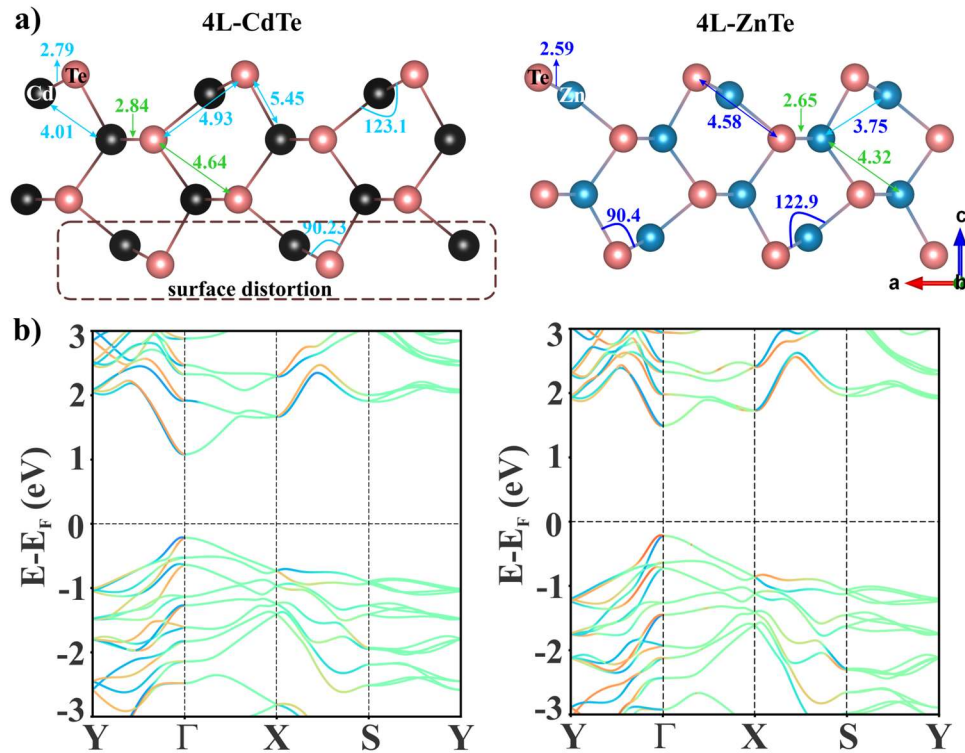 a)
4L-CdTe
4L-ZnTe
2.79
Te
Cd
4.01
2.84
4.93
5.45
123.1
4.64
90.23
surface distortion
2.59
Te
Zn
4.58
2.65
3.75
4.32
90.4
122.9
c
a
b
b)
E-E_F (eV)
3
2
1
0
-1
-2
-3
Y Γ X S Y
E-E_F (eV)
3
2
1
0
-1
-2
-3
Y Γ X S Y